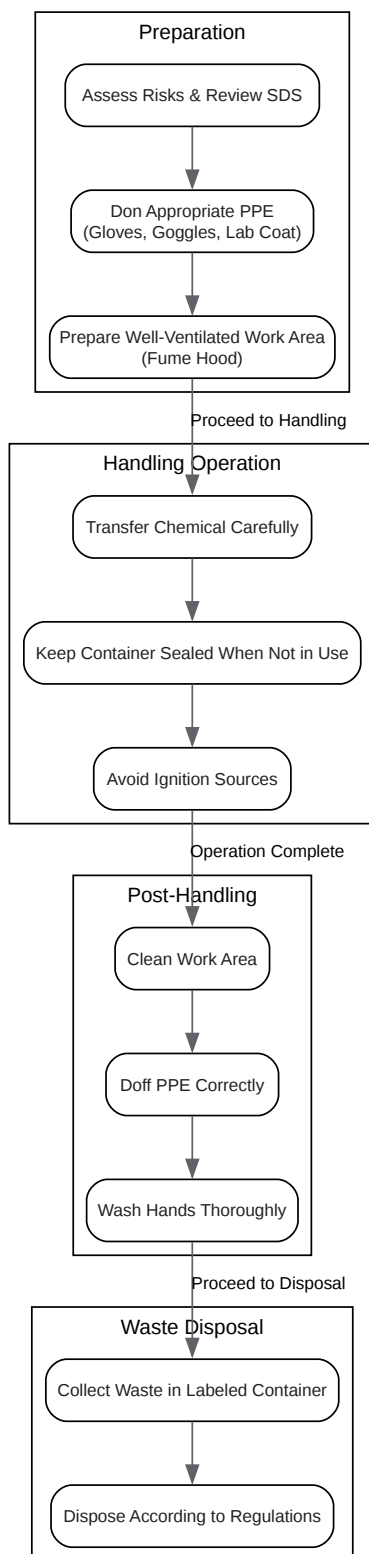 Preparation
Assess Risks & Review SDS
Don Appropriate PPE
(Gloves, Goggles, Lab Coat)
Prepare Well-Ventilated Work Area
(Fume Hood)
Proceed to Handling
Handling Operation
Transfer Chemical Carefully
Keep Container Sealed When Not in Use
Avoid Ignition Sources
Operation Complete
Post-Handling
Clean Work Area
Doff PPE Correctly
Wash Hands Thoroughly
Proceed to Disposal
Waste Disposal
Collect Waste in Labeled Container
Dispose According to Regulations